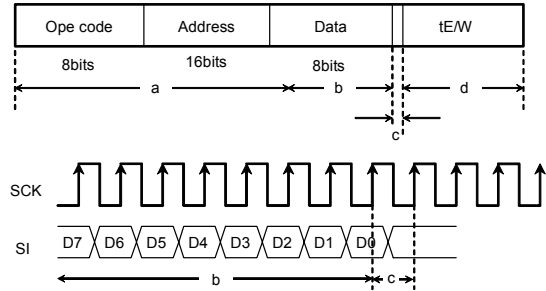 Ope code Address Data tE/W
8bits 16bits 8bits
a b d
c
SCK
SI D7 D6 D5 D4 D3 D2 D1 D0
b c